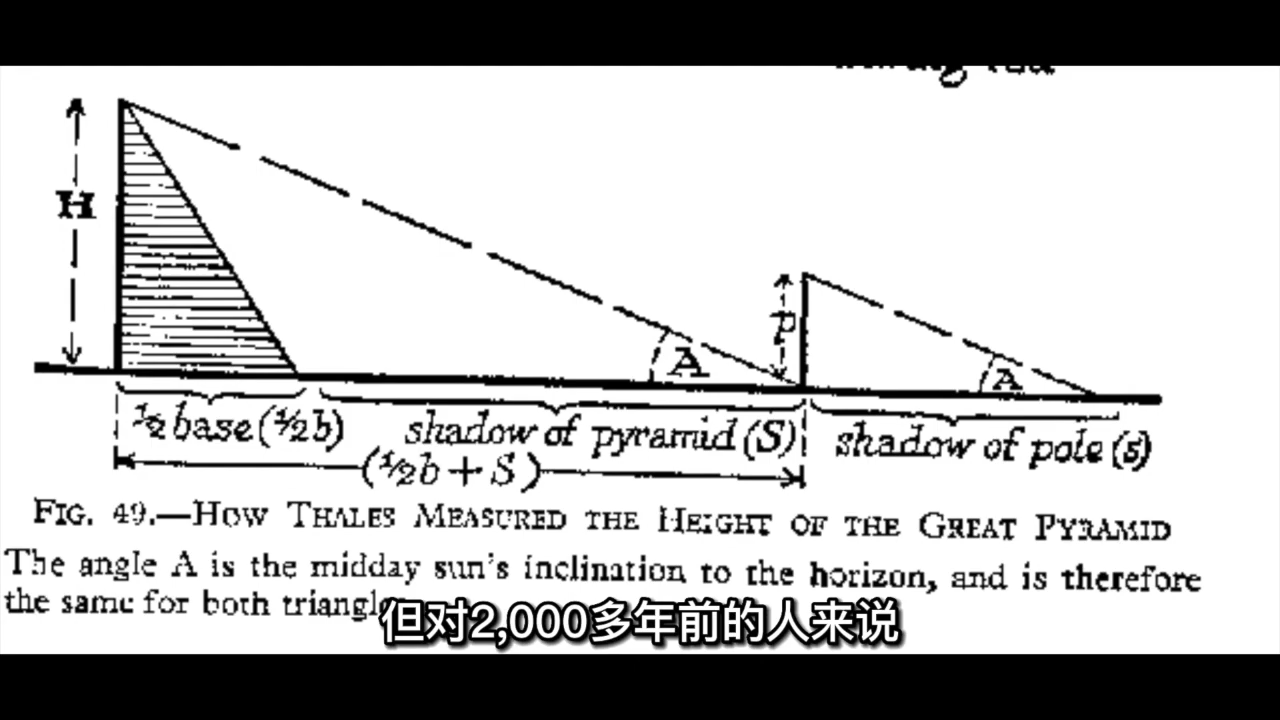 H
p
A
A
½ base (½b)
shadow of pyramid (S)
shadow of pole (s)
(½b + S)
FIG. 49.—HOW THALES MEASURED THE HEIGHT OF THE GREAT PYRAMID
The angle A is the midday sun's inclination to the horizon, and is therefore
the same for both
但对2,000多年前的人来说